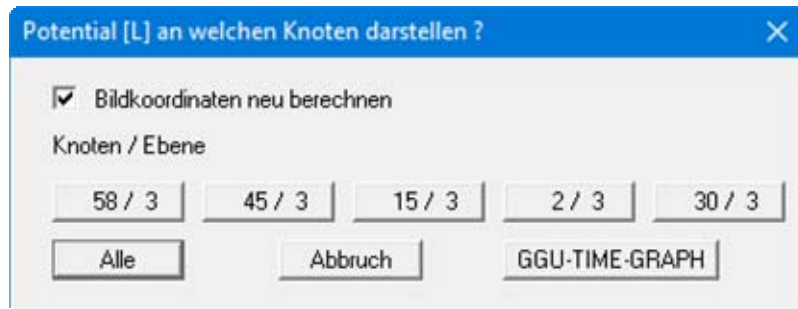 Potential [L] an welchen Knoten darstellen ?
Bildkoordinaten neu berechnen
Knoten / Ebene
58 / 3 45 / 3 15 / 3 2 / 3 30 / 3
Alle Abbruch GGU-TIME-GRAPH